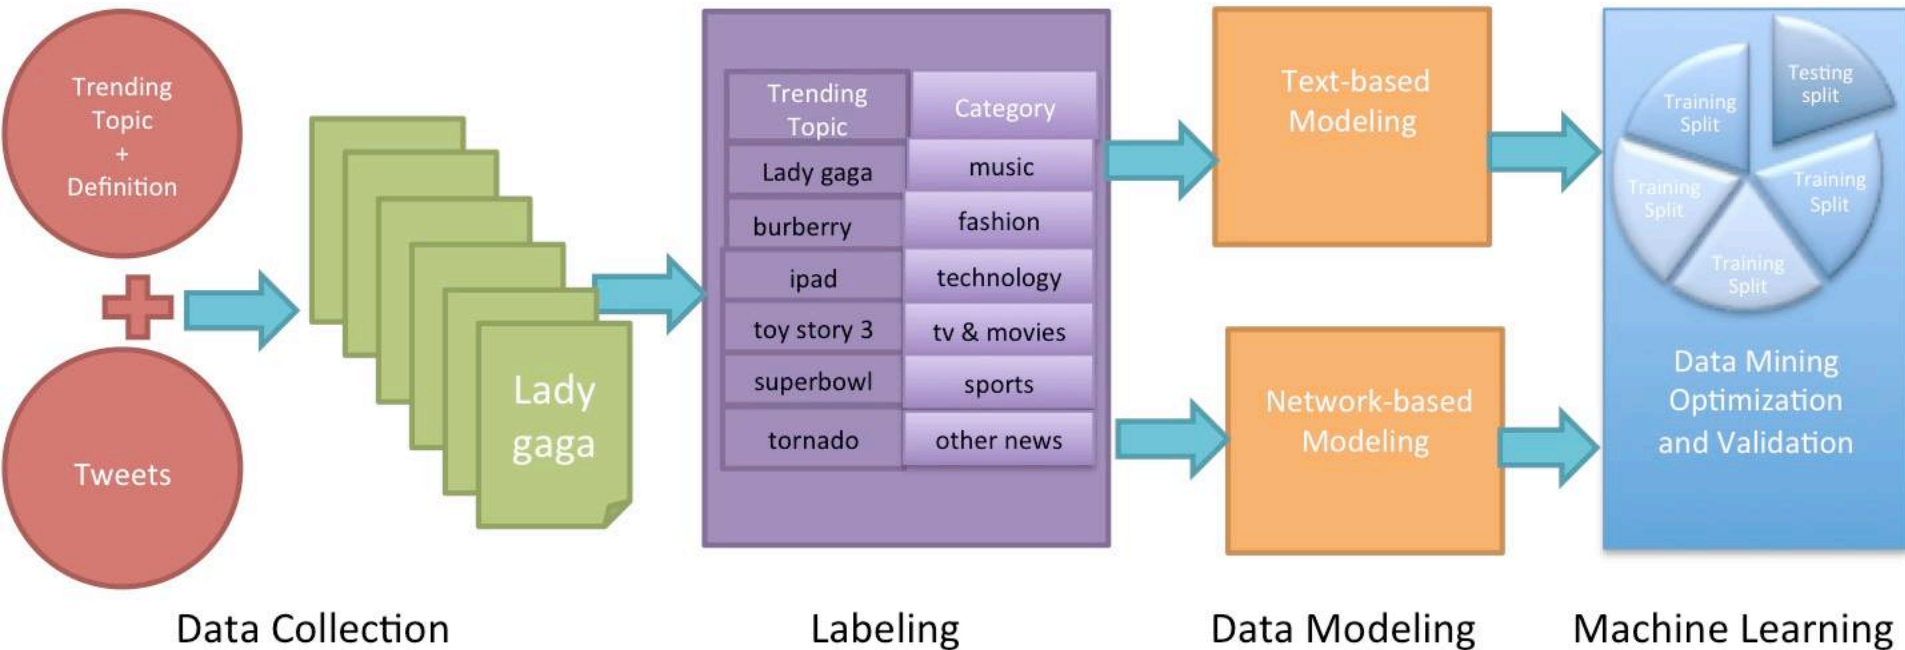 Trending
Topic
+
Definition
Tweets
Lady
gaga
Trending
Topic
Category
Lady gaga
music
burberry
fashion
ipad
technology
toy story 3
tv & movies
superbowl
sports
tornado
other news
Text-based
Modeling
Network-based
Modeling
Testing
split
Training
Split
Training
Split
Training
Split
Training
Split
Data Mining
Optimization
and Validation
Data Collection
Labeling
Data Modeling
Machine Learning